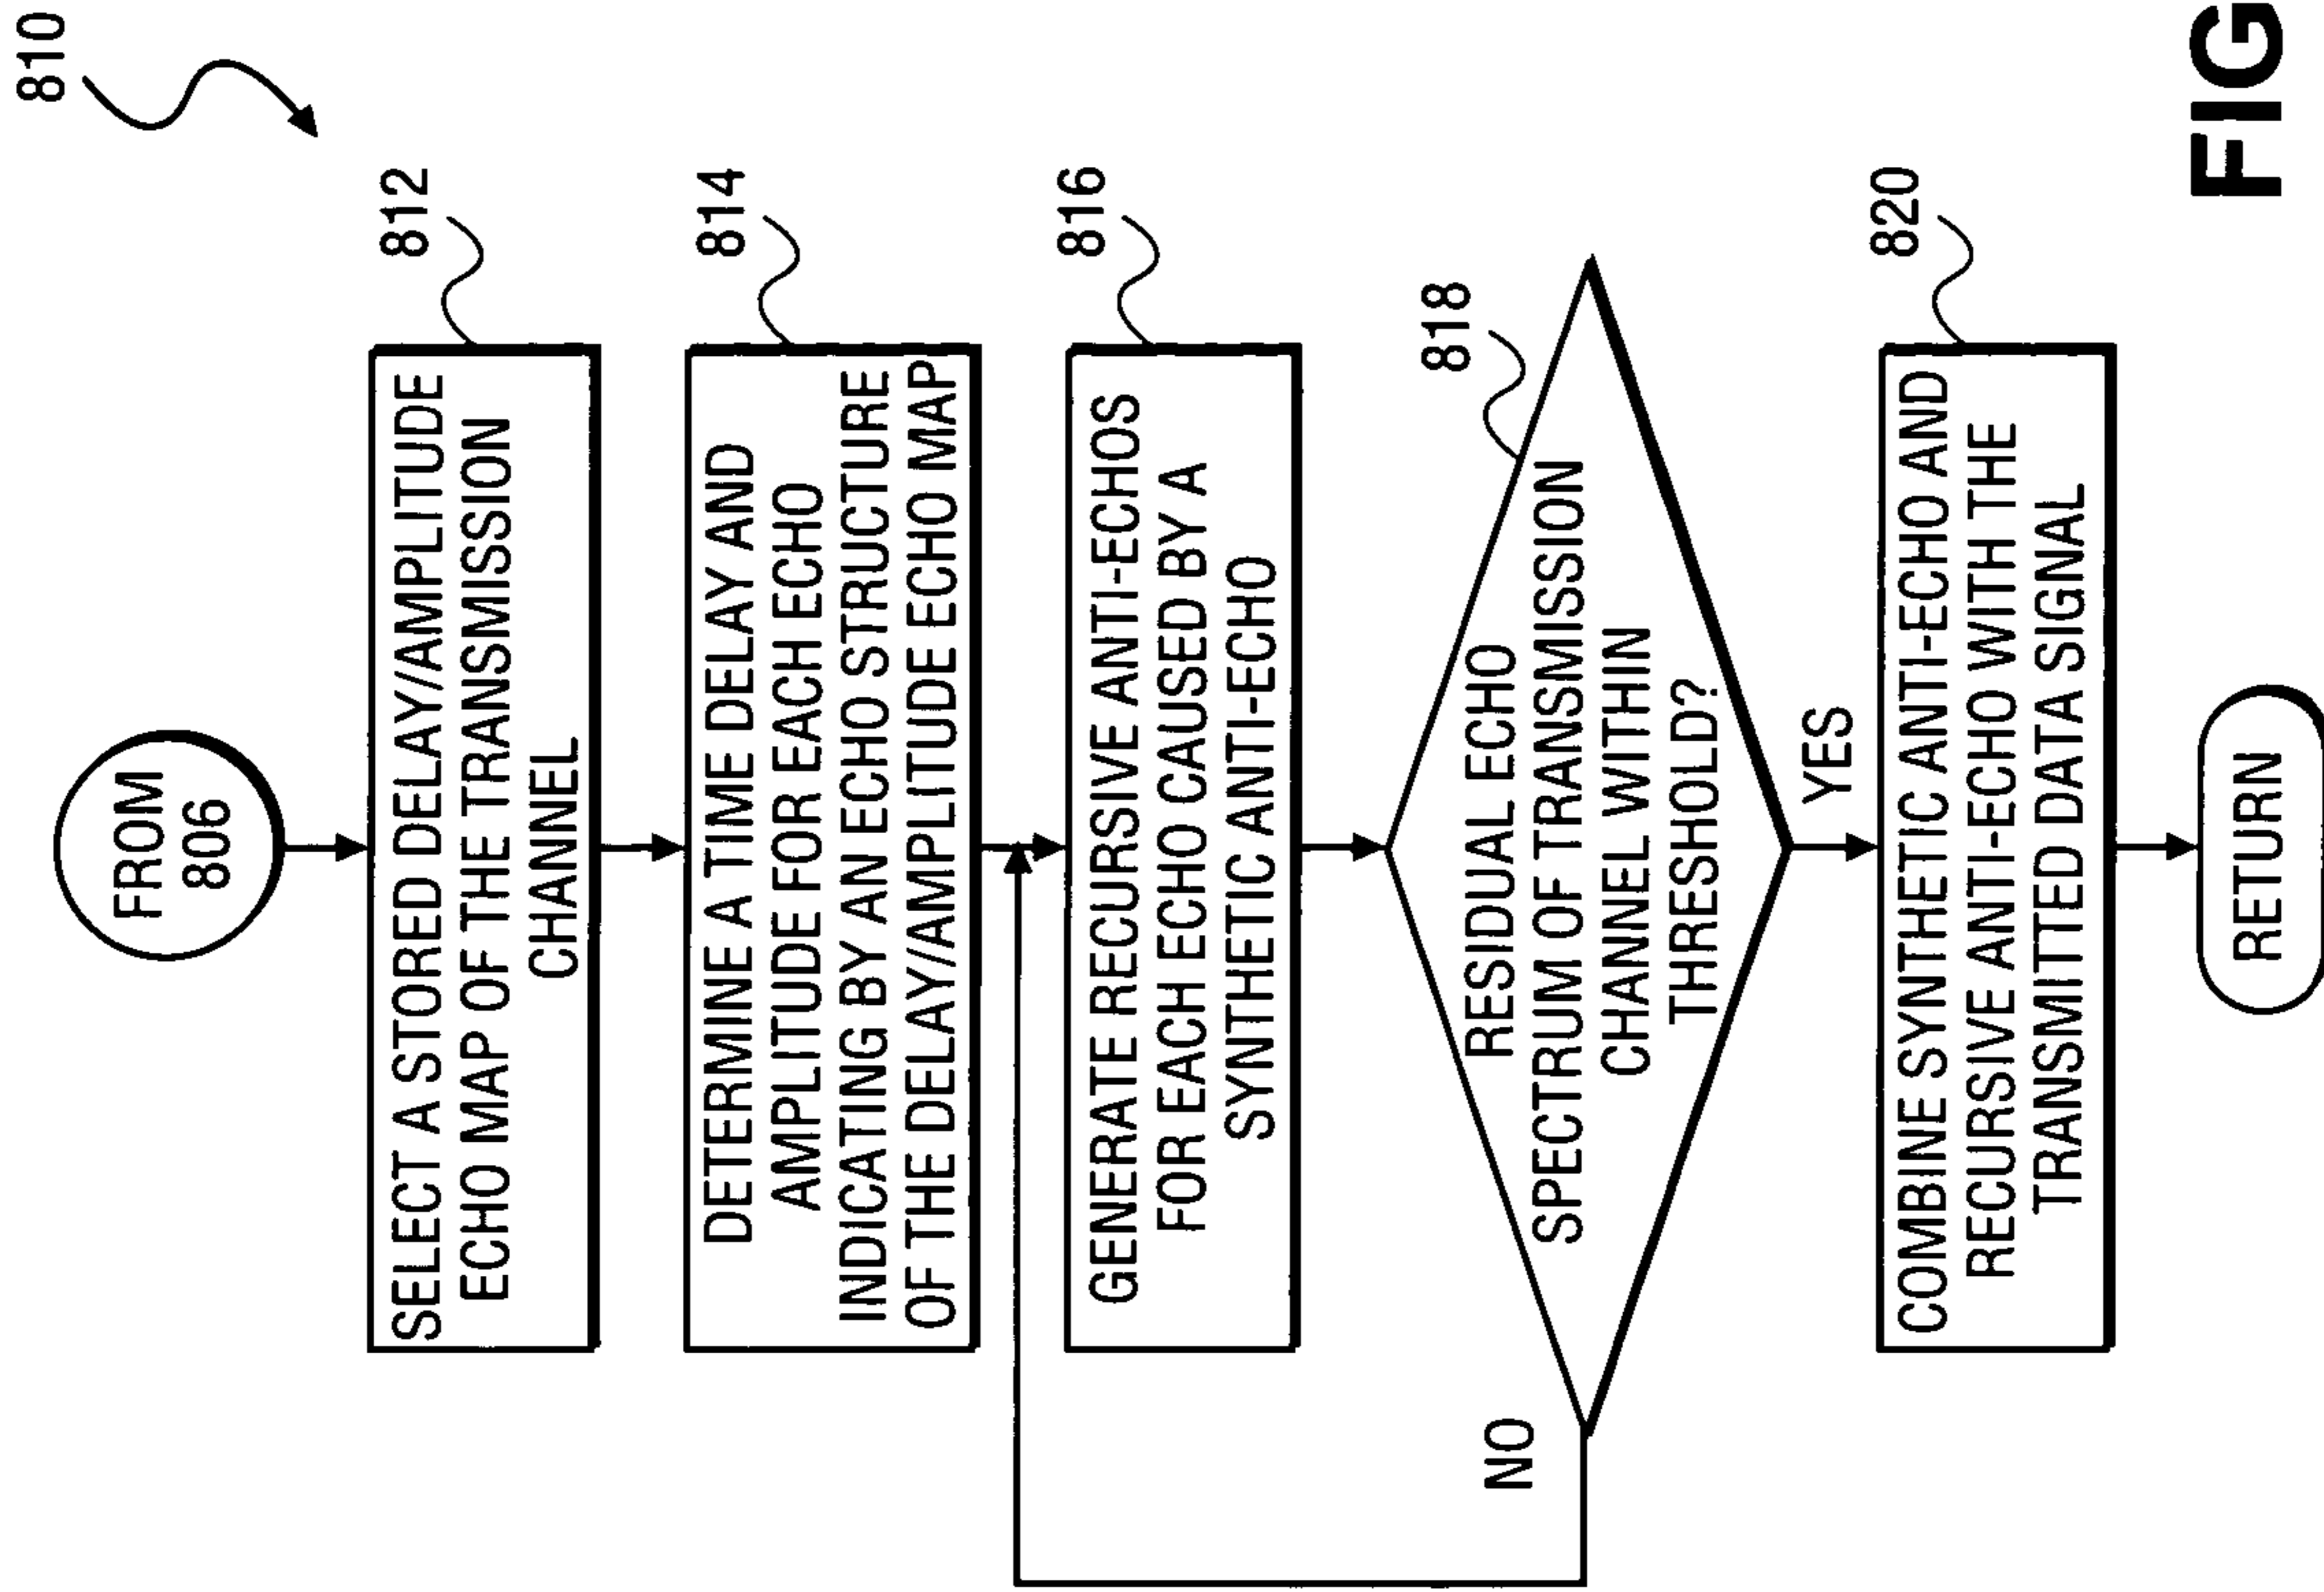 810
FROM
806
812
SELECT A STORED DELAY/AMPLITUDE
ECHO MAP OF THE TRANSMISSION
CHANNEL
814
DETERMINE A TIME DELAY AND
AMPLITUDE FOR EACH ECHO
INDICATING BY AN ECHO STRUCTURE
OF THE DELAY/AMPLITUDE ECHO MAP
816
GENERATE RECURSIVE ANTI-ECHOS
FOR EACH ECHO CAUSED BY A
SYNTHETIC ANTI-ECHO
818
RESIDUAL ECHO
SPECTRUM OF TRANSMISSION
CHANNEL WITHIN
THRESHOLD?
NO
YES
820
COMBINE SYNTHETIC ANTI-ECHO AND
RECURSIVE ANTI-ECHO WITH THE
TRANSMITTED DATA SIGNAL
RETURN
FIG